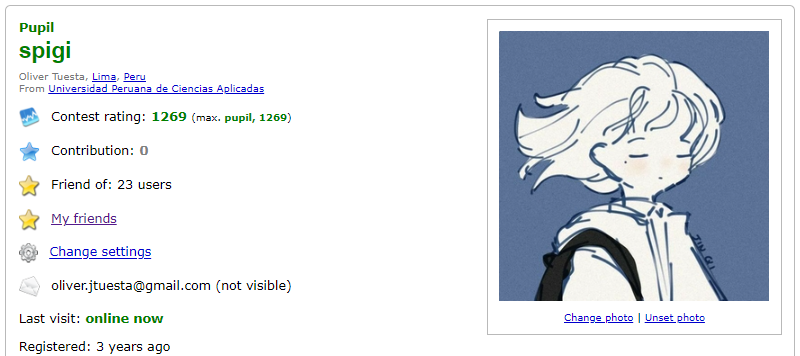 Pupil
spigi
Oliver Tuesta, Lima, Peru
From Universidad Peruana de Ciencias Aplicadas
Contest rating: 1269 (max. pupil, 1269)
Contribution: 0
Friend of: 23 users
My friends
Change settings
oliver.jtuesta@gmail.com (not visible)
Last visit: online now
Registered: 3 years ago
Change photo | Unset photo